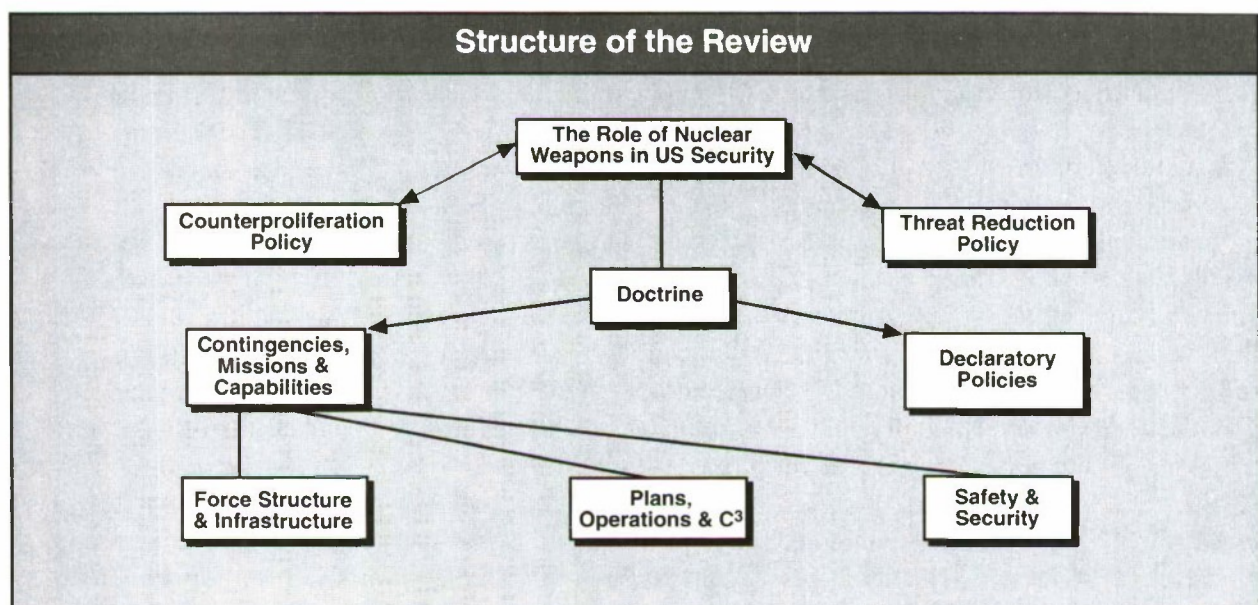 Structure of the Review
The Role of Nuclear
Weapons in US Security
Counterproliferation
Policy
Threat Reduction
Policy
Doctrine
Contingencies,
Missions &
Capabilities
Declaratory
Policies
Force Structure
& Infrastructure
Plans,
Operations & C³
Safety &
Security